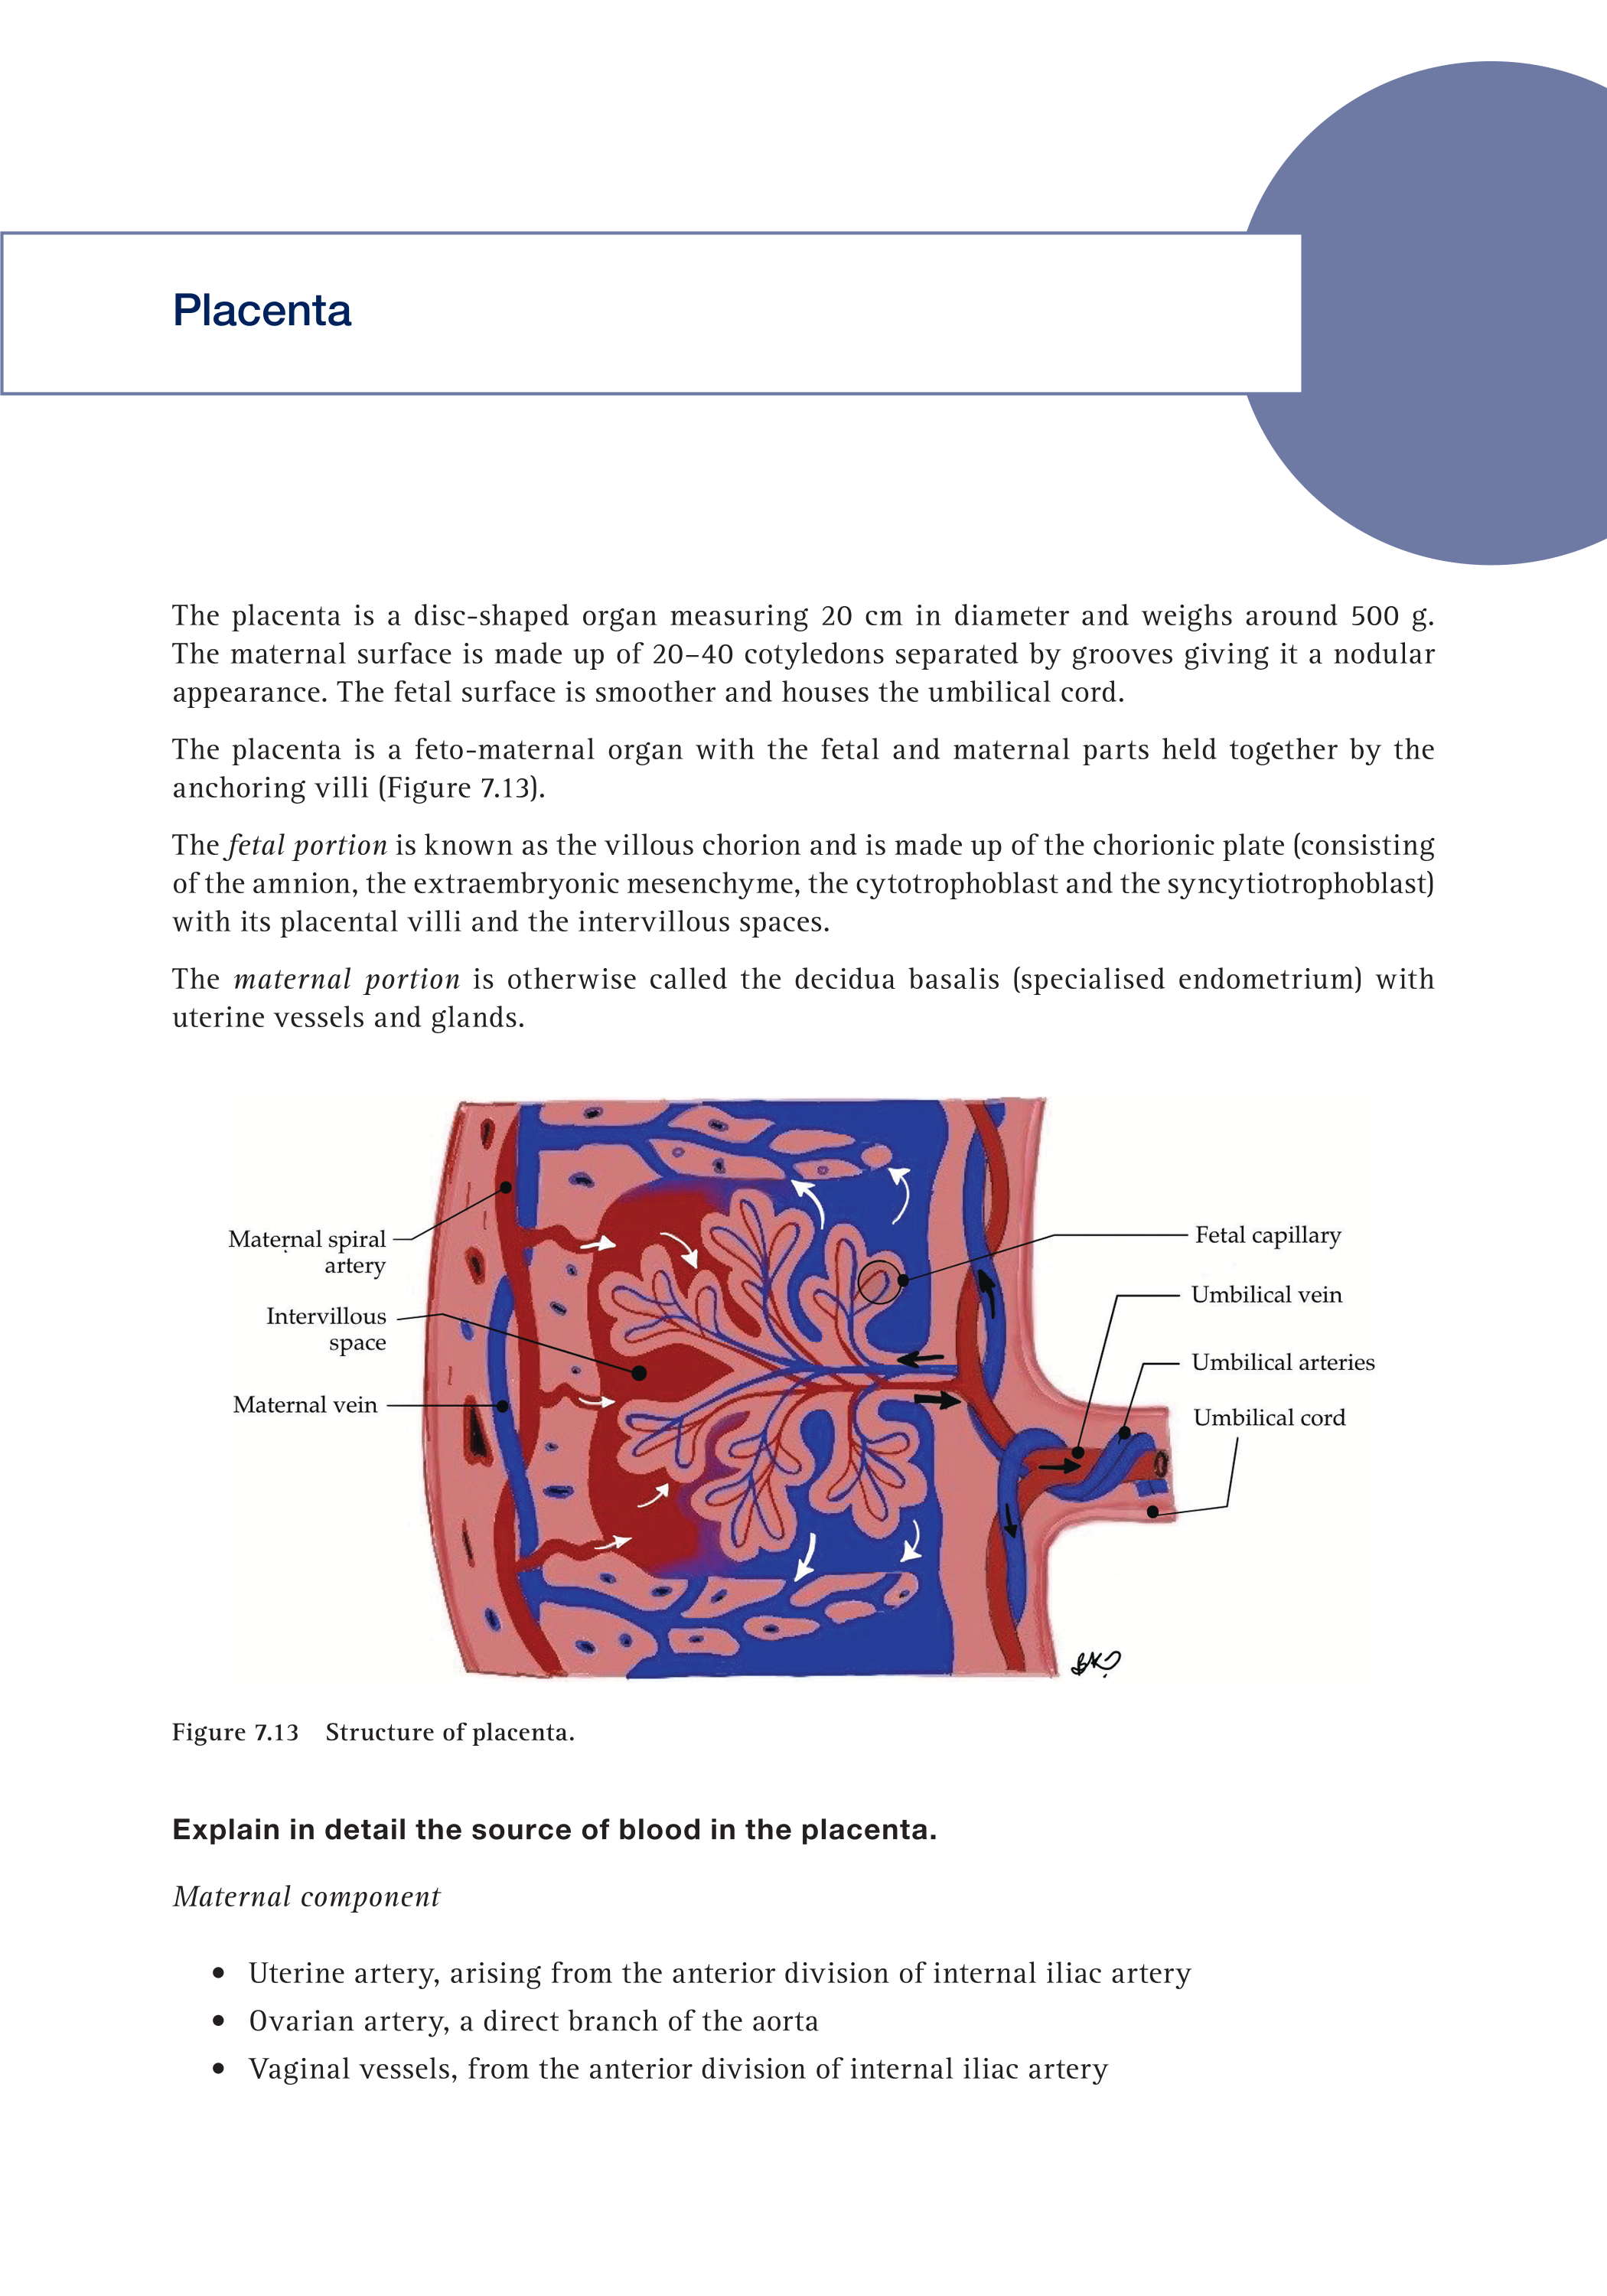 Placenta
The placenta is a disc-shaped organ measuring 20 cm in diameter and weighs around 500 g.
The maternal surface is made up of 20–40 cotyledons separated by grooves giving it a nodular
appearance. The fetal surface is smoother and houses the umbilical cord.
The placenta is a feto-maternal organ with the fetal and maternal parts held together by the
anchoring villi (Figure 7.13).
The fetal portion is known as the villous chorion and is made up of the chorionic plate (consisting
of the amnion, the extraembryonic mesenchyme, the cytotrophoblast and the syncytiotrophoblast)
with its placental villi and the intervillous spaces.
The maternal portion is otherwise called the decidua basalis (specialised endometrium) with
uterine vessels and glands.
Maternal spiral
artery
Intervillous
space
Maternal vein
Fetal capillary
Umbilical vein
Umbilical arteries
Umbilical cord
Figure 7.13 Structure of placenta.
Explain in detail the source of blood in the placenta.
Maternal component
• Uterine artery, arising from the anterior division of internal iliac artery
• Ovarian artery, a direct branch of the aorta
• Vaginal vessels, from the anterior division of internal iliac artery